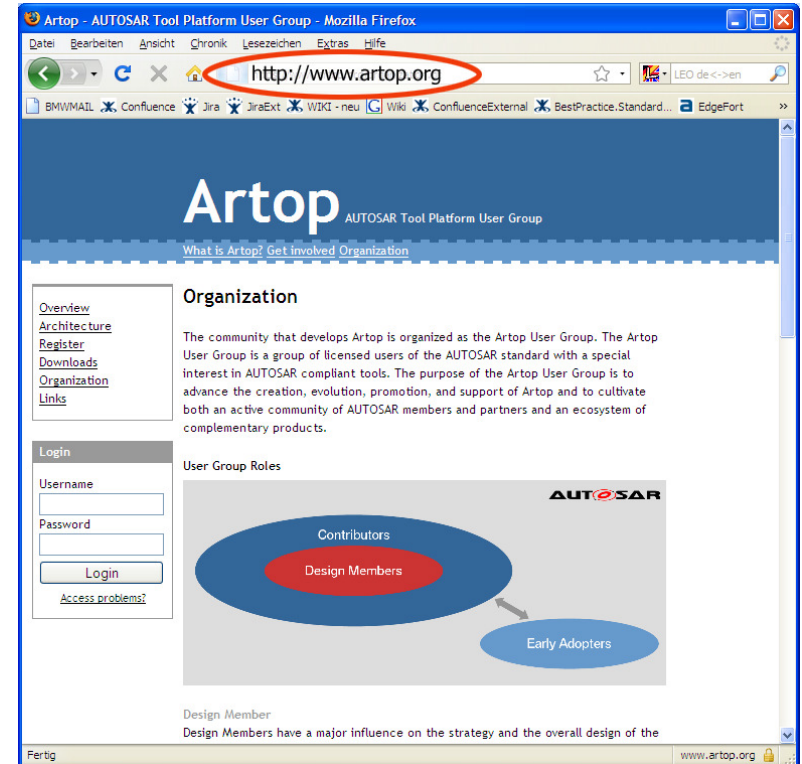 Artop - AUTOSAR Tool Platform User Group - Mozilla Firefox
Datei Bearbeiten Ansicht Chronik Lesezeichen Extras Hilfe
http://www.artop.org
LEO de<->en
BMWMAIL Confluence Jira JiraExt WIKI - neu Wiki ConfluenceExternal BestPractice.Standard... EdgeFort »
Artop AUTOSAR Tool Platform User Group
What is Artop? Get involved Organization
Overview
Architecture
Register
Downloads
Organization
Links
Login
Username
Password
Login
Access problems?
Organization
The community that develops Artop is organized as the Artop User Group. The Artop
User Group is a group of licensed users of the AUTOSAR standard with a special
interest in AUTOSAR compliant tools. The purpose of the Artop User Group is to
advance the creation, evolution, promotion, and support of Artop and to cultivate
both an active community of AUTOSAR members and partners and an ecosystem of
complementary products.
User Group Roles
AUTOSAR
Contributors
Design Members
Early Adopters
Design Member
Design Members have a major influence on the strategy and the overall design of the
Fertig
www.artop.org